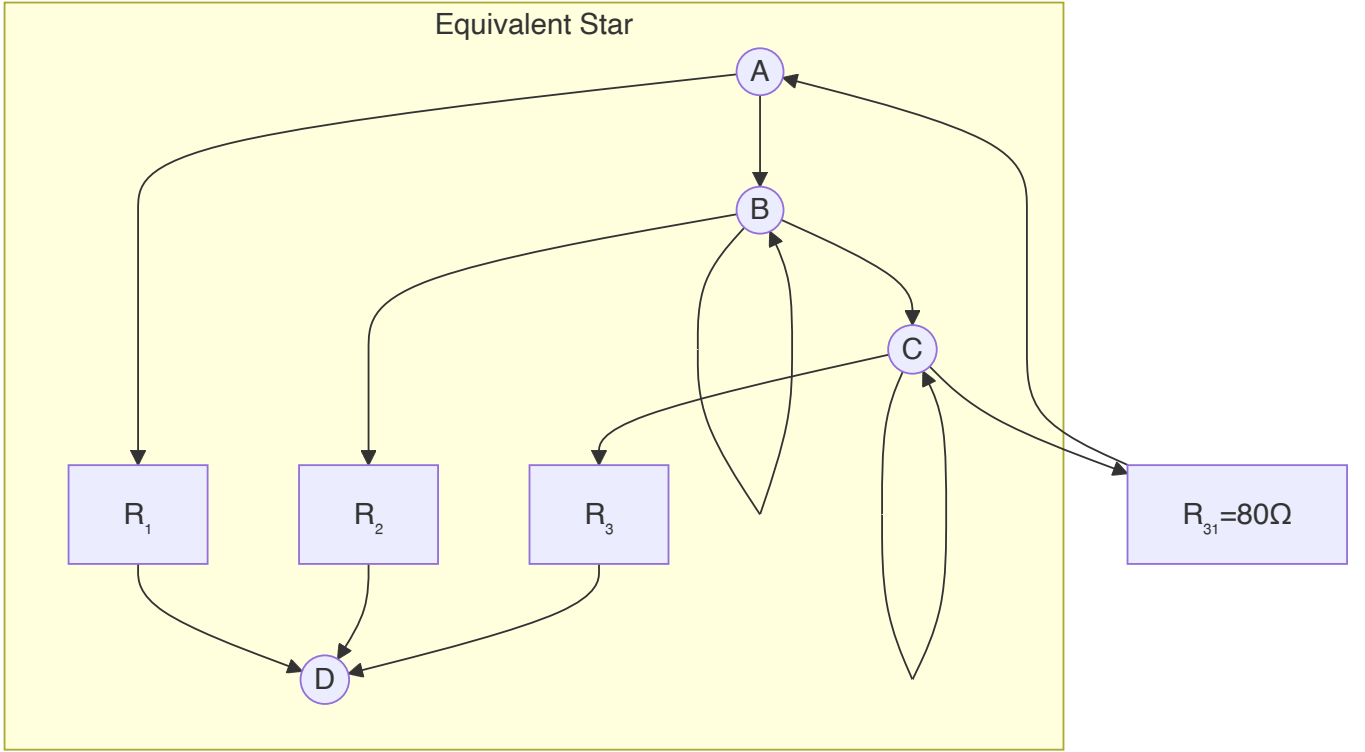 Equivalent Star
A
B
C
R₁
R₂
R₃
R₃₁=80Ω
D